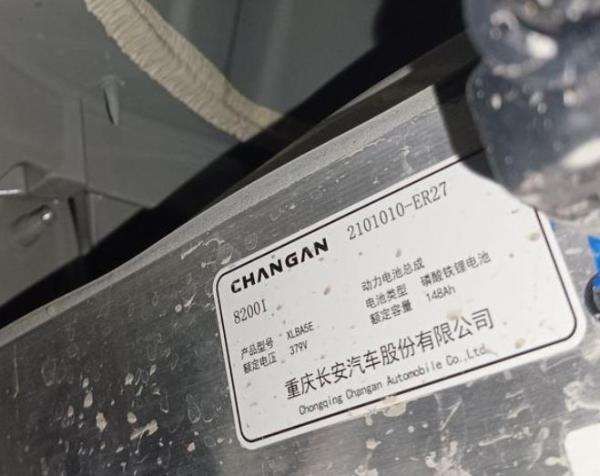 CHANGAN 2101010-ER27
82001 动力电池总成
产品型号 XLBA5E 电池类型 磷酸铁锂电池
额定电压 379V 额定容量 148Ah
重庆长安汽车股份有限公司
Chongqing Changan Automobile Co., Ltd.